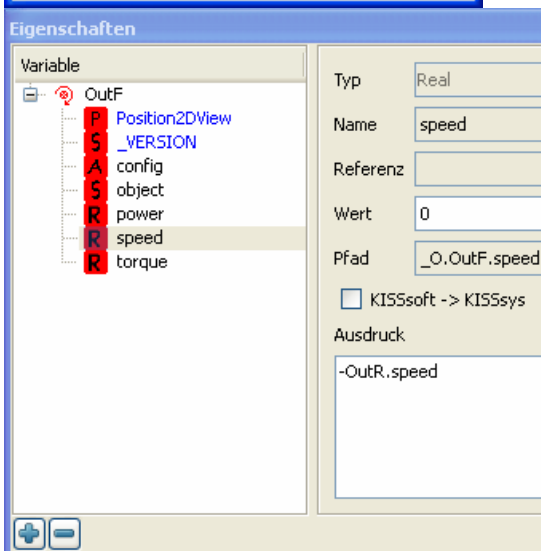 Eigenschaften
Variable
OutF
P Position2DView
S _VERSION
A config
S object
R power
R speed
R torque
Typ Real
Name speed
Referenz
Wert 0
Pfad _O.OutF.speed
KISSsoft -> KISSsys
Ausdruck
-OutR.speed